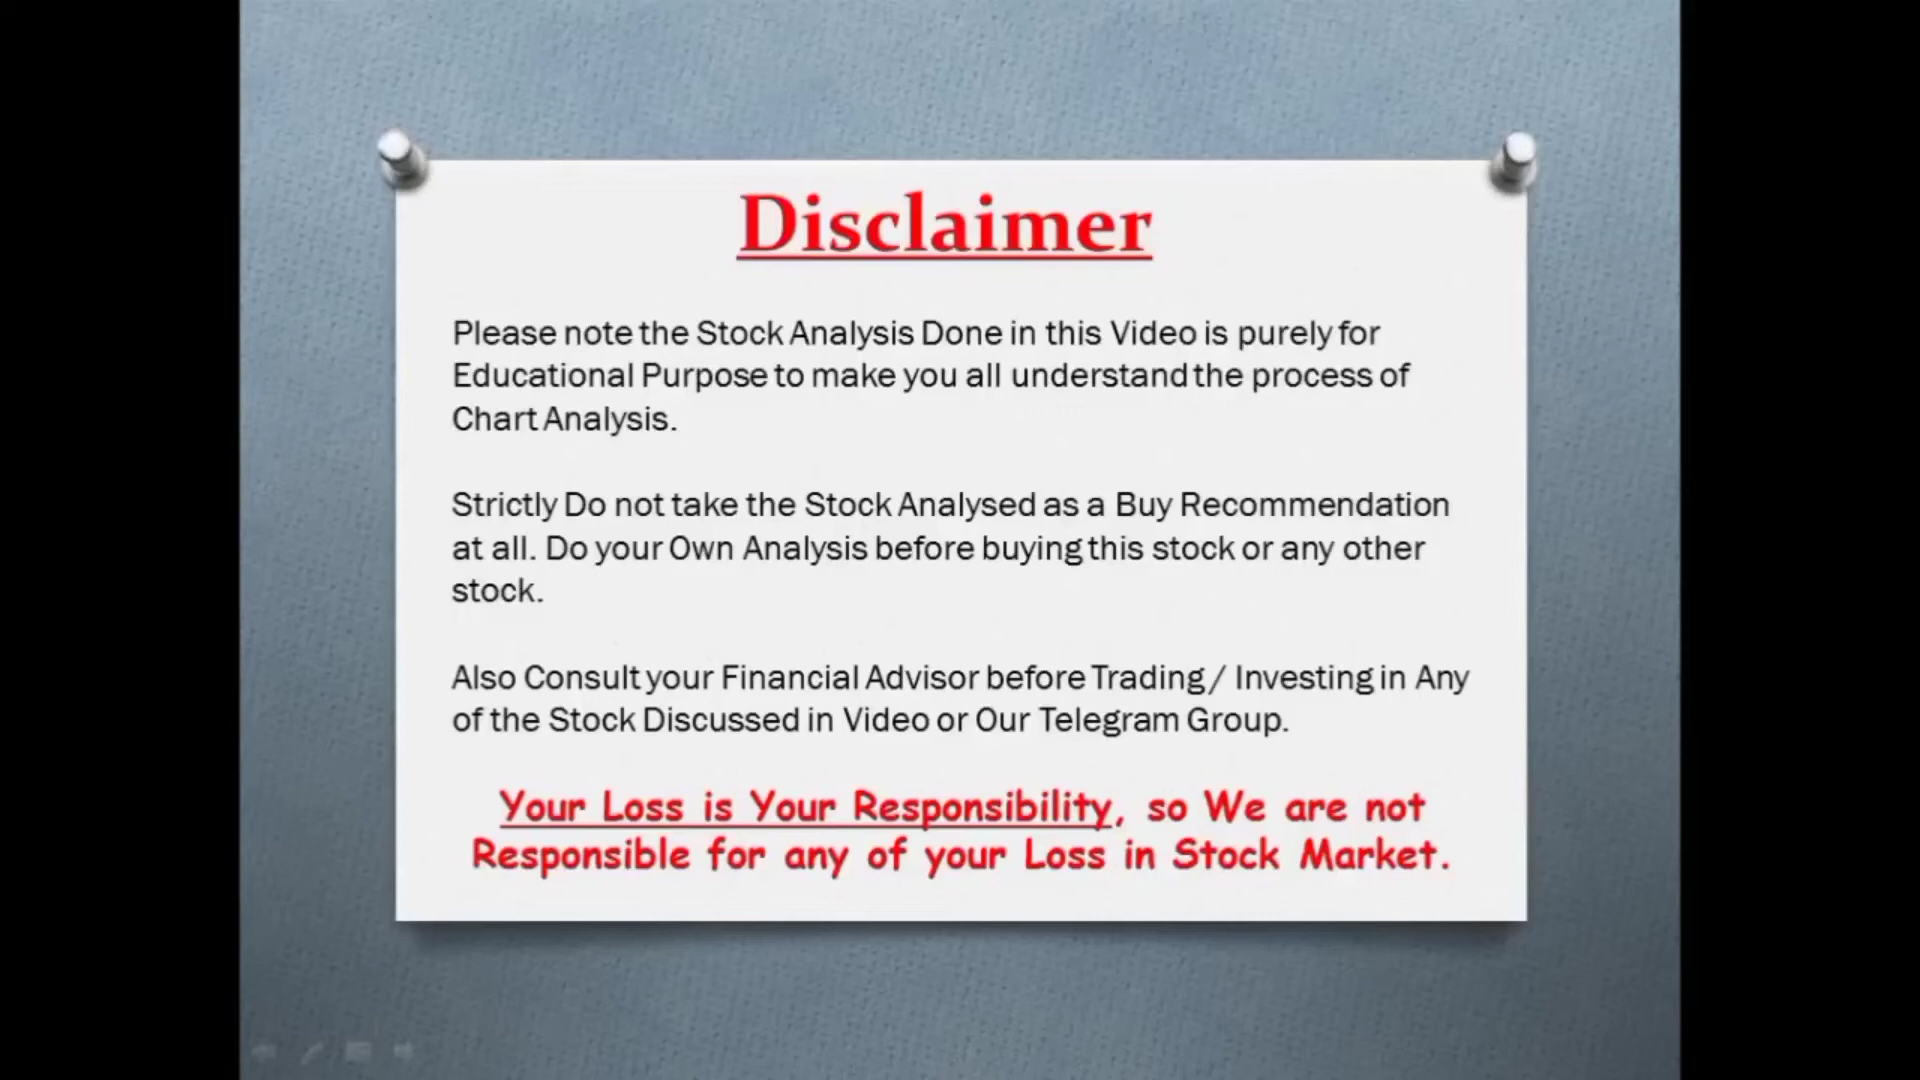 Disclaimer
Please note the Stock Analysis Done in this Video is purely for
Educational Purpose to make you all understand the process of
Chart Analysis.
Strictly Do not take the Stock Analysed as a Buy Recommendation
at all. Do your Own Analysis before buying this stock or any other
stock.
Also Consult your Financial Advisor before Trading/ Investing in Any
of the Stock Discussed in Video or Our Telegram Group.
Your Loss is Your Responsibility, so We are not
Responsible for any of your Loss in Stock Market.